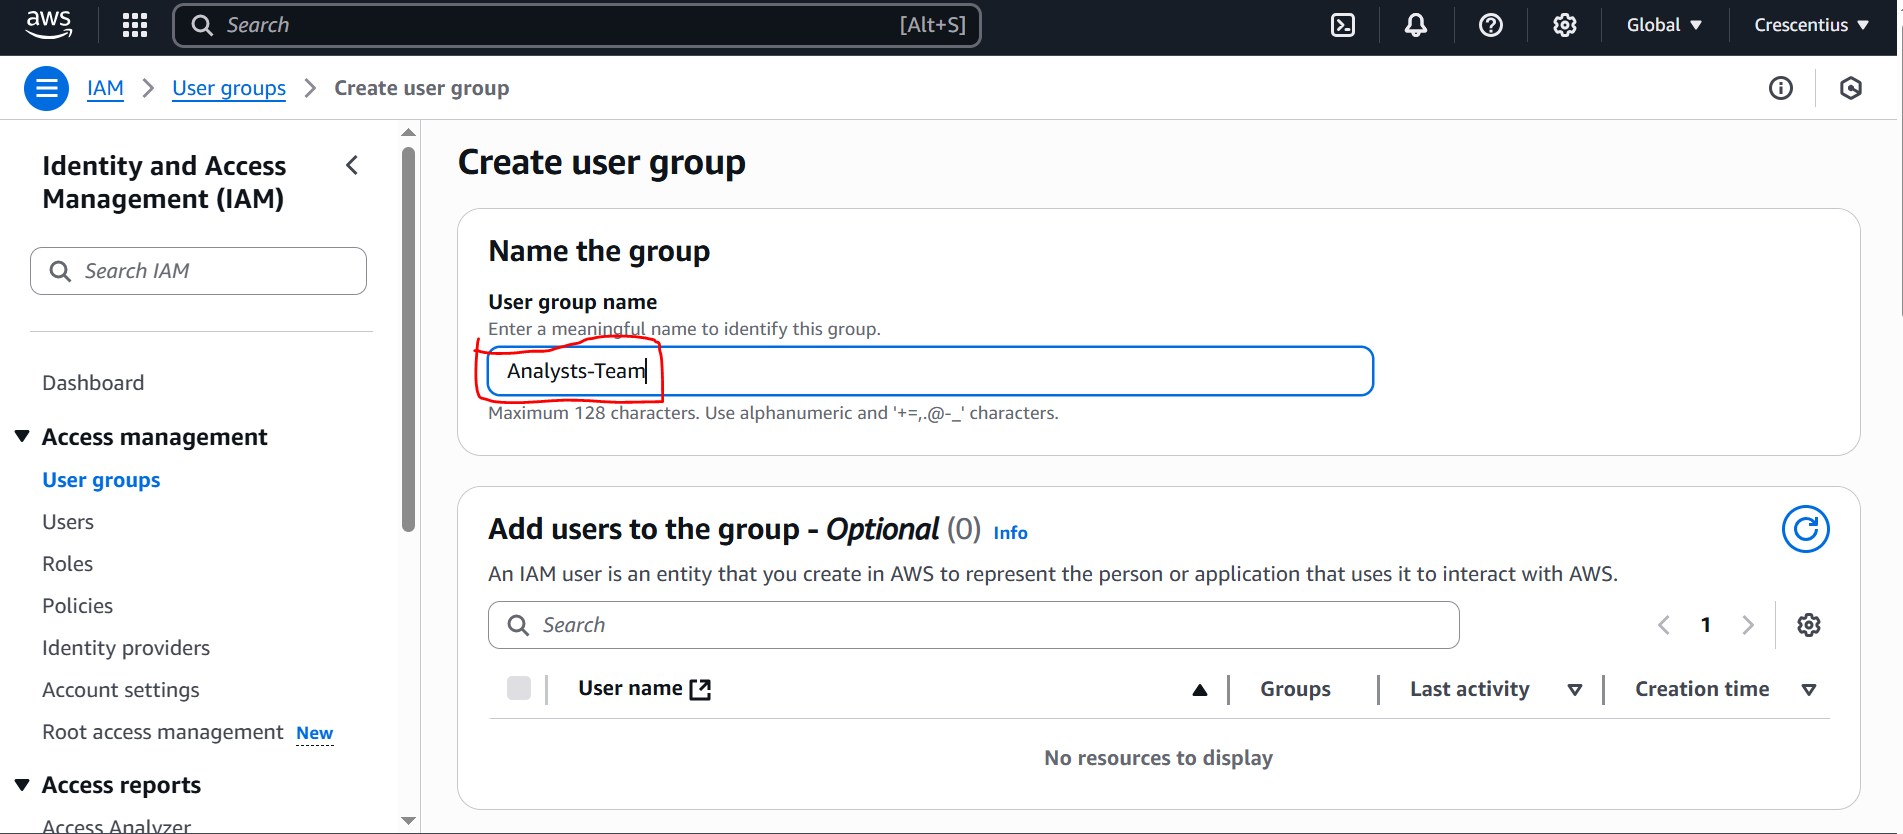 aws
Search [Alt+S] Global Crescentius
IAM User groups Create user group
Identity and Access
Management (IAM)
Search IAM
Dashboard
Access management
User groups
Users
Roles
Policies
Identity providers
Account settings
Root access management New
Access reports
Access Analyzer
Create user group
Name the group
User group name
Enter a meaningful name to identify this group.
Analysts-Team
Maximum 128 characters. Use alphanumeric and '+=,.@-_' characters.
Add users to the group - Optional (0) Info
An IAM user is an entity that you create in AWS to represent the person or application that uses it to interact with AWS.
Search
1
User name Groups Last activity Creation time
No resources to display